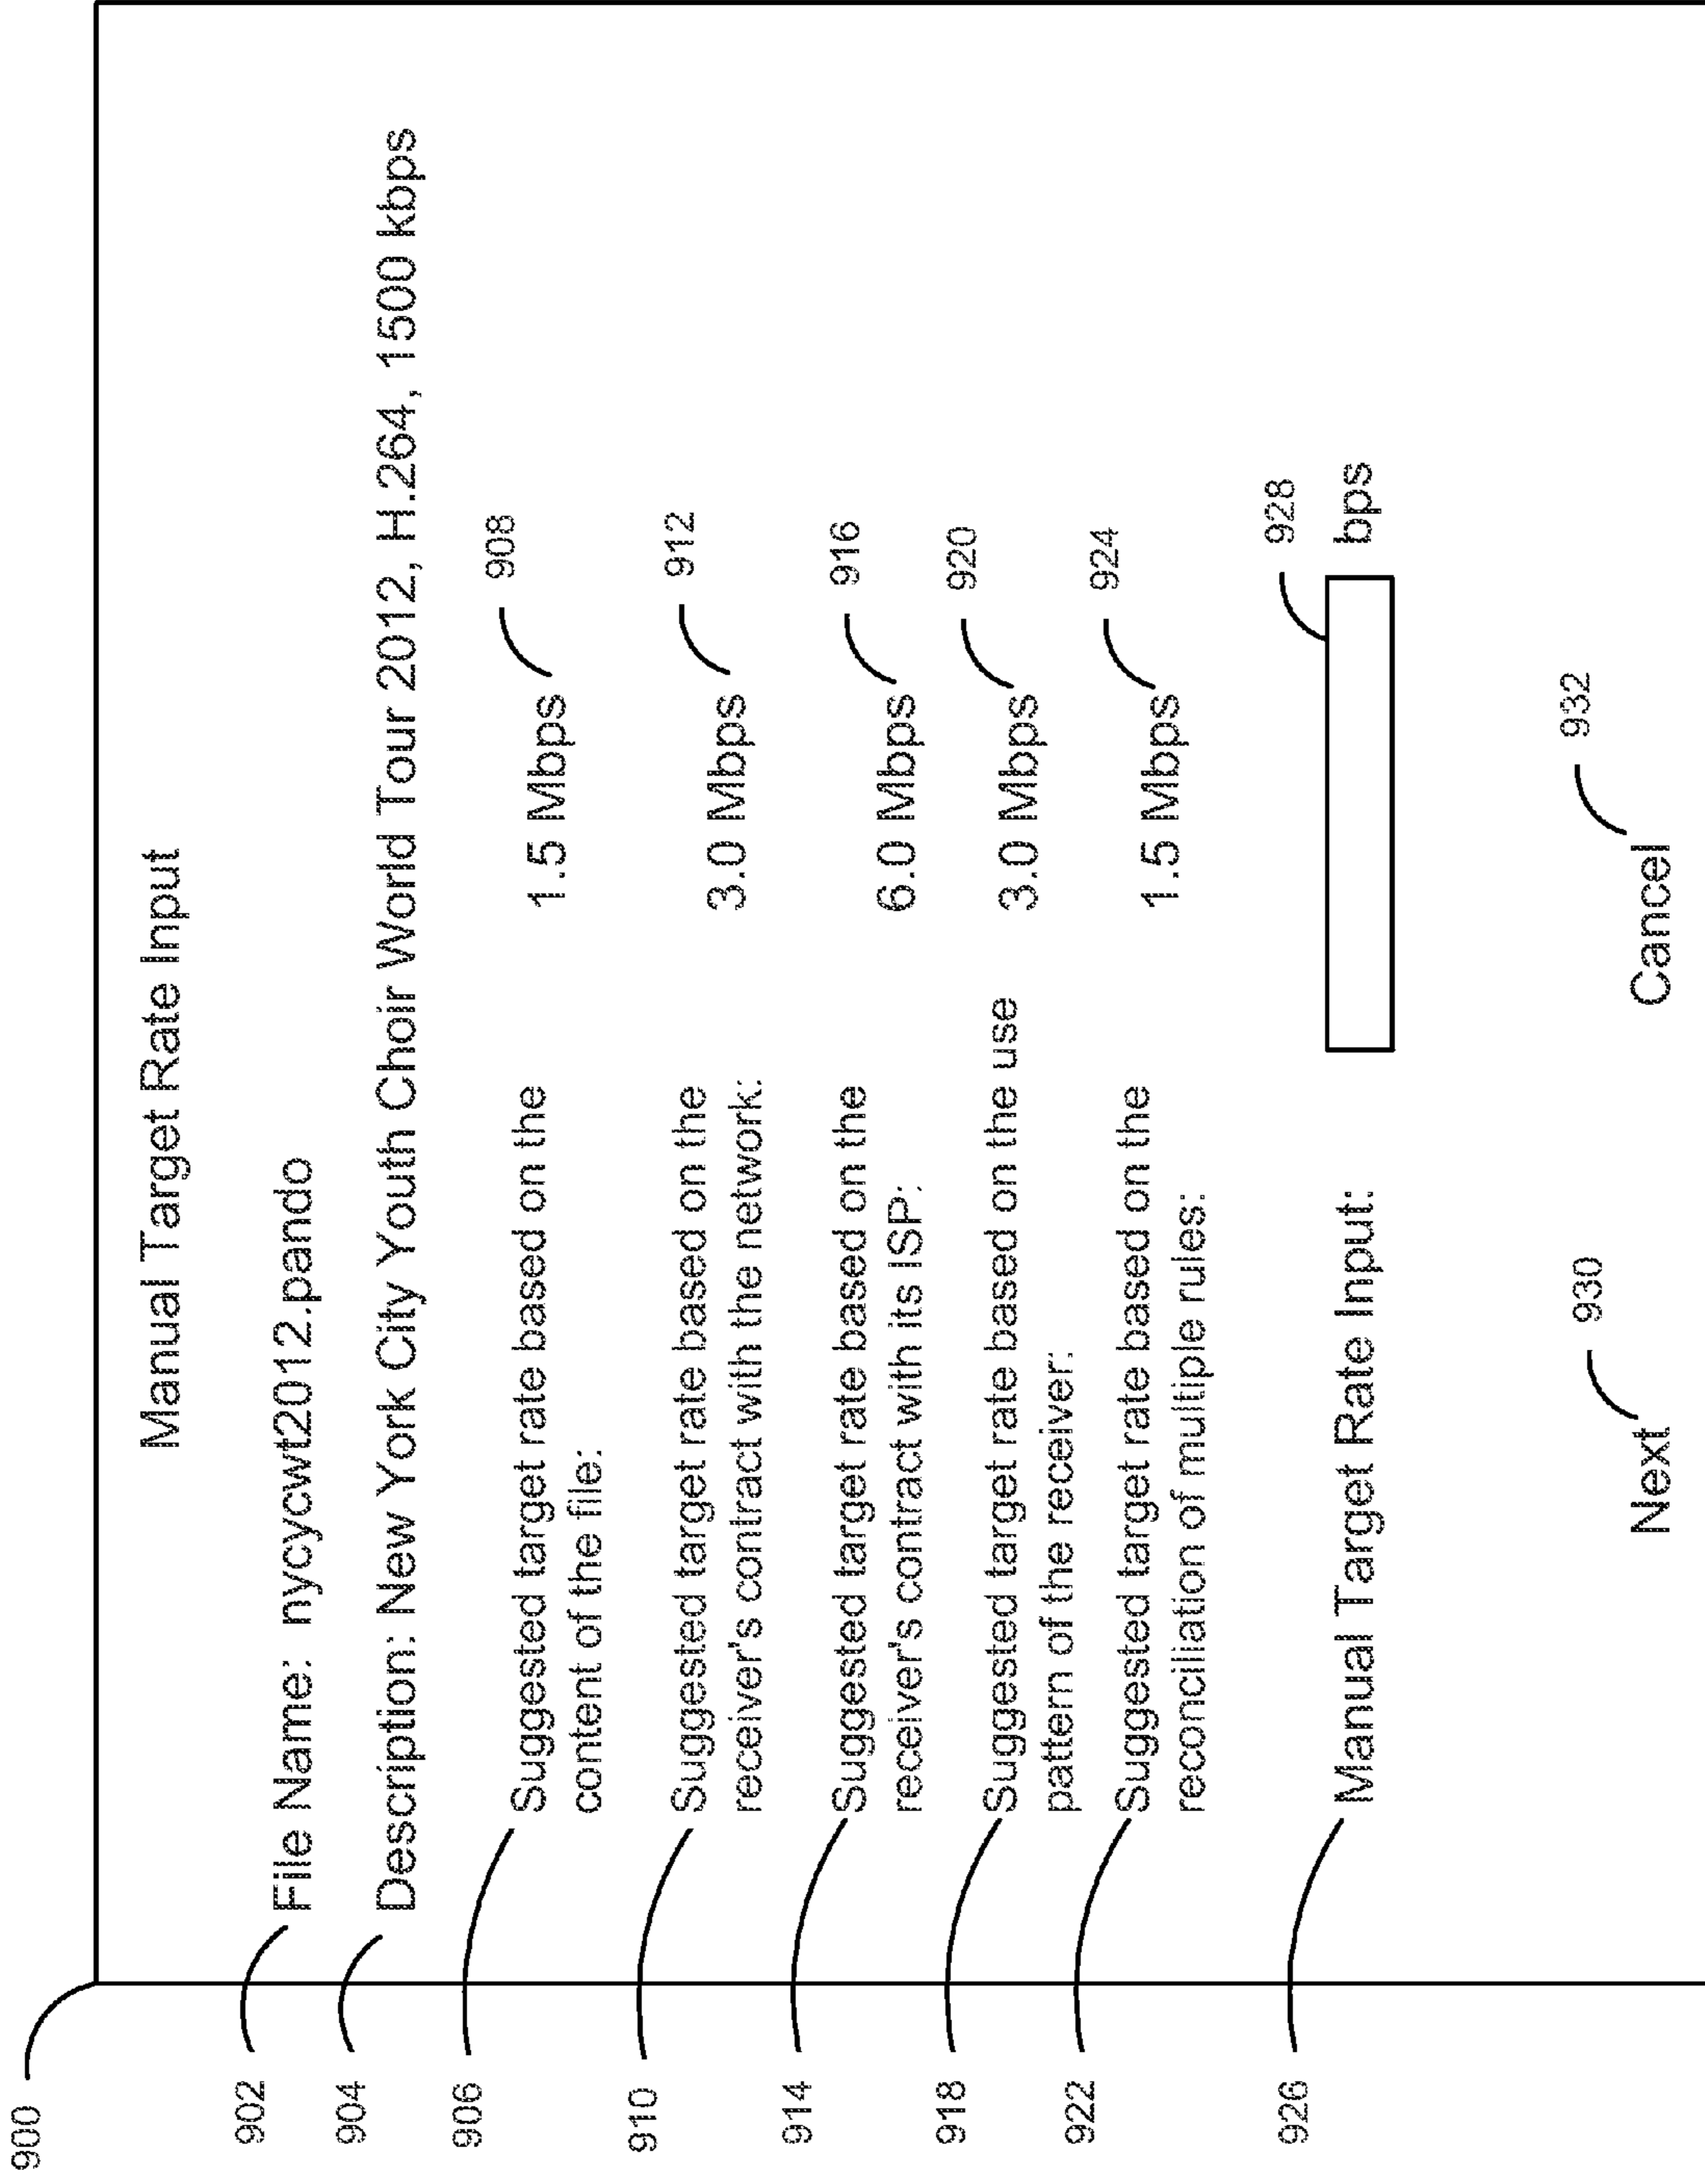 900
Manual Target Rate Input
902 File Name: nycycwt2012.pando
904 Description: New York City Youth Choir World Tour 2012, H.264, 1500 kbps
906 Suggested target rate based on the 1.5 Mbps 908
content of the file:
910 Suggested target rate based on the 3.0 Mbps 912
receiver's contract with the network:
914 Suggested target rate based on the 6.0 Mbps 916
receiver's contract with its ISP:
918 Suggested target rate based on the use 3.0 Mbps 920
pattern of the receiver:
922 Suggested target rate based on the 1.5 Mbps 924
reconciliation of multiple rules:
926 Manual Target Rate Input: bps 928
Next 930 Cancel 932